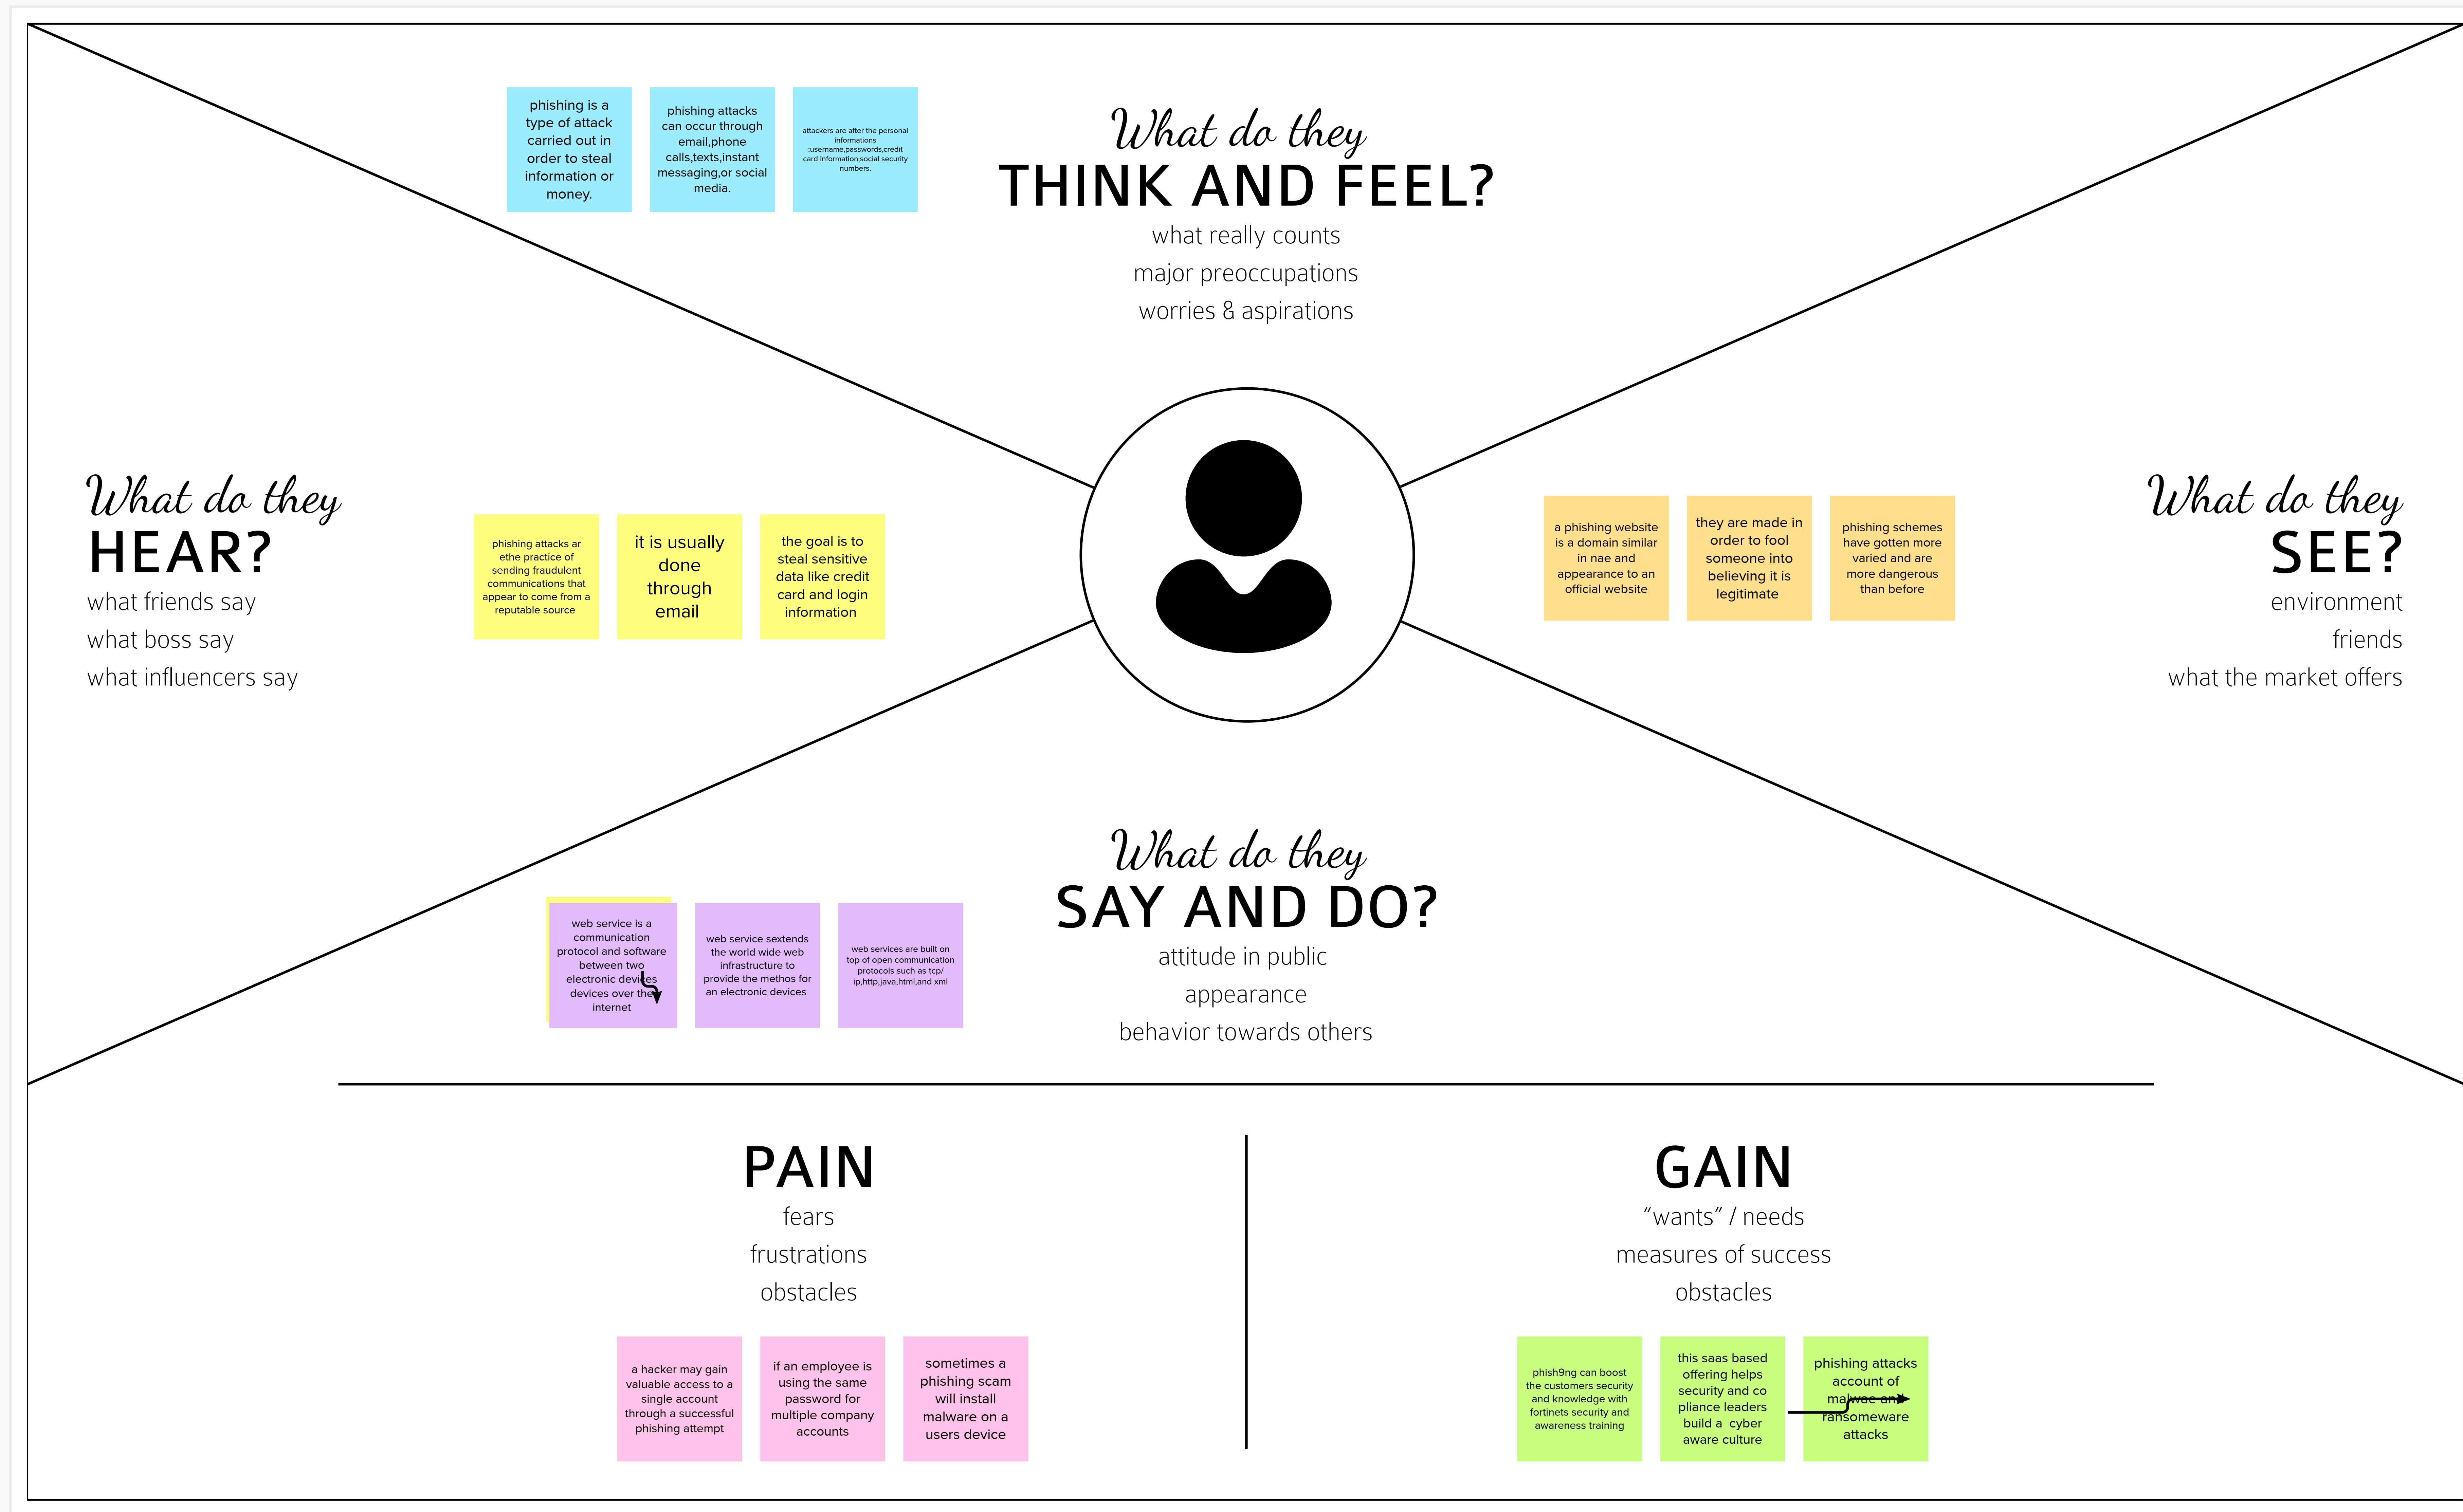 phishing is a
type of attack
carried out in
order to steal
information or
money.
phishing attacks
can occur through
email,phone
calls,texts,instant
messaging,or social
media.
attackers are after the personal
informations
:username,passwords,credit
card information,social security
numbers.
What do they
THINK AND FEEL?
what really counts
major preoccupations
worries & aspirations
What do they
HEAR?
what friends say
what boss say
what influencers say
phishing attacks ar
ethe practice of
sending fraudulent
communications that
appear to come from a
reputable source
it is usually
done
through
email
the goal is to
steal sensitive
data like credit
card and login
information
a phishing website
is a domain similar
in nae and
appearance to an
official website
they are made in
order to fool
someone into
believing it is
legitimate
phishing schemes
have gotten more
varied and are
more dangerous
than before
What do they
SEE?
environment
friends
what the market offers
What do they
SAY AND DO?
attitude in public
appearance
behavior towards others
web service is a
communication
protocol and software
between two
electronic devices
devices over the
internet
web service sextends
the world wide web
infrastructure to
provide the methos for
an electronic devices
web services are built on
top of open communication
protocols such as tcp/
ip,http,java,html,and xml
PAIN
fears
frustrations
obstacles
a hacker may gain
valuable access to a
single account
through a successful
phishing attempt
if an employee is
using the same
password for
multiple company
accounts
sometimes a
phishing scam
will install
malware on a
users device
GAIN
“wants” / needs
measures of success
obstacles
phish9ng can boost
the customers security
and knowledge with
fortinets security and
awareness training
this saas based
offering helps
security and co
pliance leaders
build a cyber
aware culture
phishing attacks
account of
malwae and
ransomeware
attacks